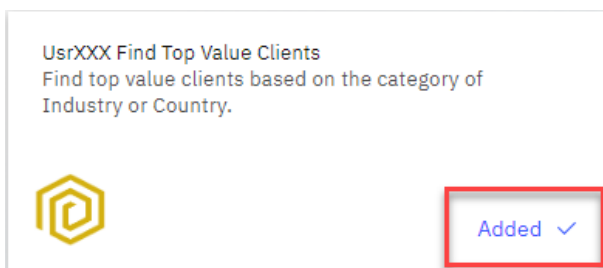 UsrXXX Find Top Value Clients
Find top value clients based on the category of
Industry or Country.
Added